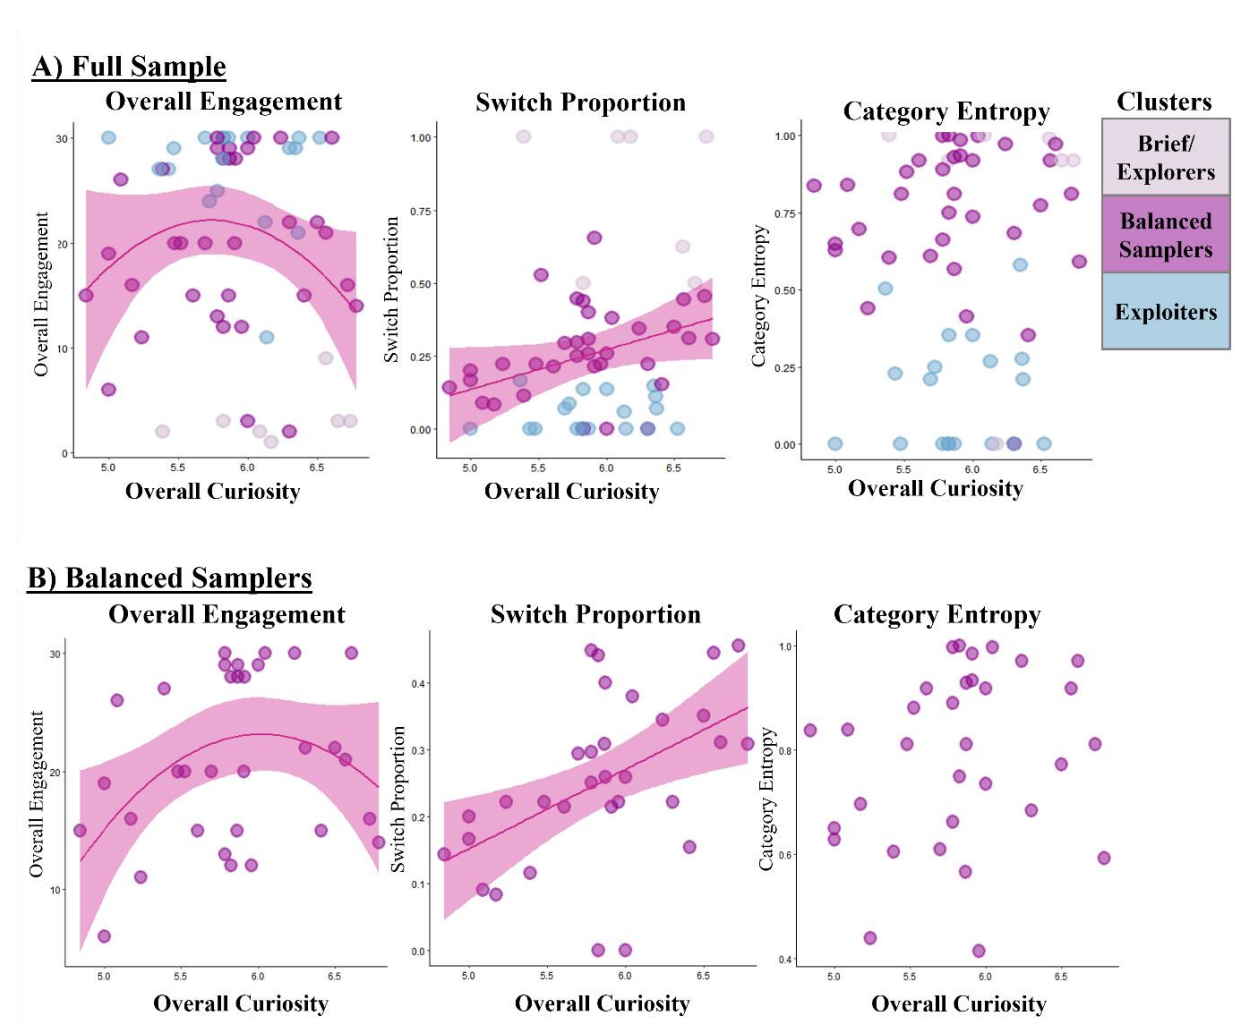 A) Full Sample
Overall Engagement
Switch Proportion
Category Entropy
Clusters
Brief/
Explorers
Balanced
Samplers
Exploiters
Overall Engagement
30
20
10
0
5.0
5.5
6.0
6.5
Overall Curiosity
Switch Proportion
1.00
0.75
0.50
0.25
0.00
5.0
5.5
6.0
6.5
Overall Curiosity
Category Entropy
1.00
0.75
0.50
0.25
0.00
5.0
5.5
6.0
6.5
Overall Curiosity
B) Balanced Samplers
Overall Engagement
Switch Proportion
Category Entropy
Overall Engagement
30
20
10
5.0
5.5
6.0
6.5
Overall Curiosity
Switch Proportion
0.4
0.3
0.2
0.1
0.0
5.0
5.5
6.0
6.5
Overall Curiosity
Category Entropy
1.0
0.8
0.6
0.4
5.0
5.5
6.0
6.5
Overall Curiosity